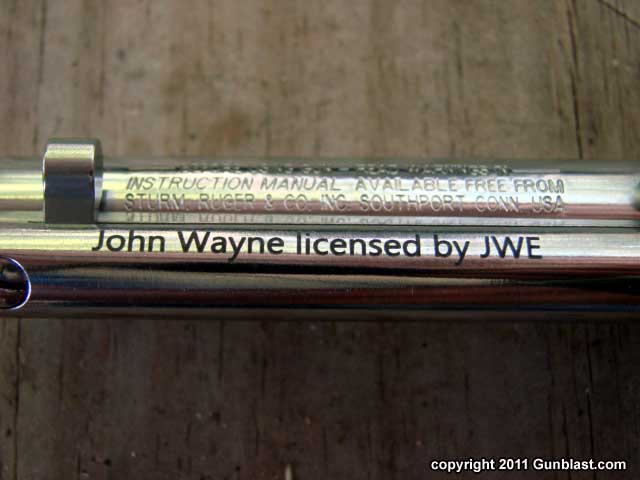 INSTRUCTION MANUAL AVAILABLE FREE FROM
STURM, RUGER & CO. INC. SOUTHPORT CONN. USA
John Wayne licensed by JWE
copyright 2011 Gunblast.com